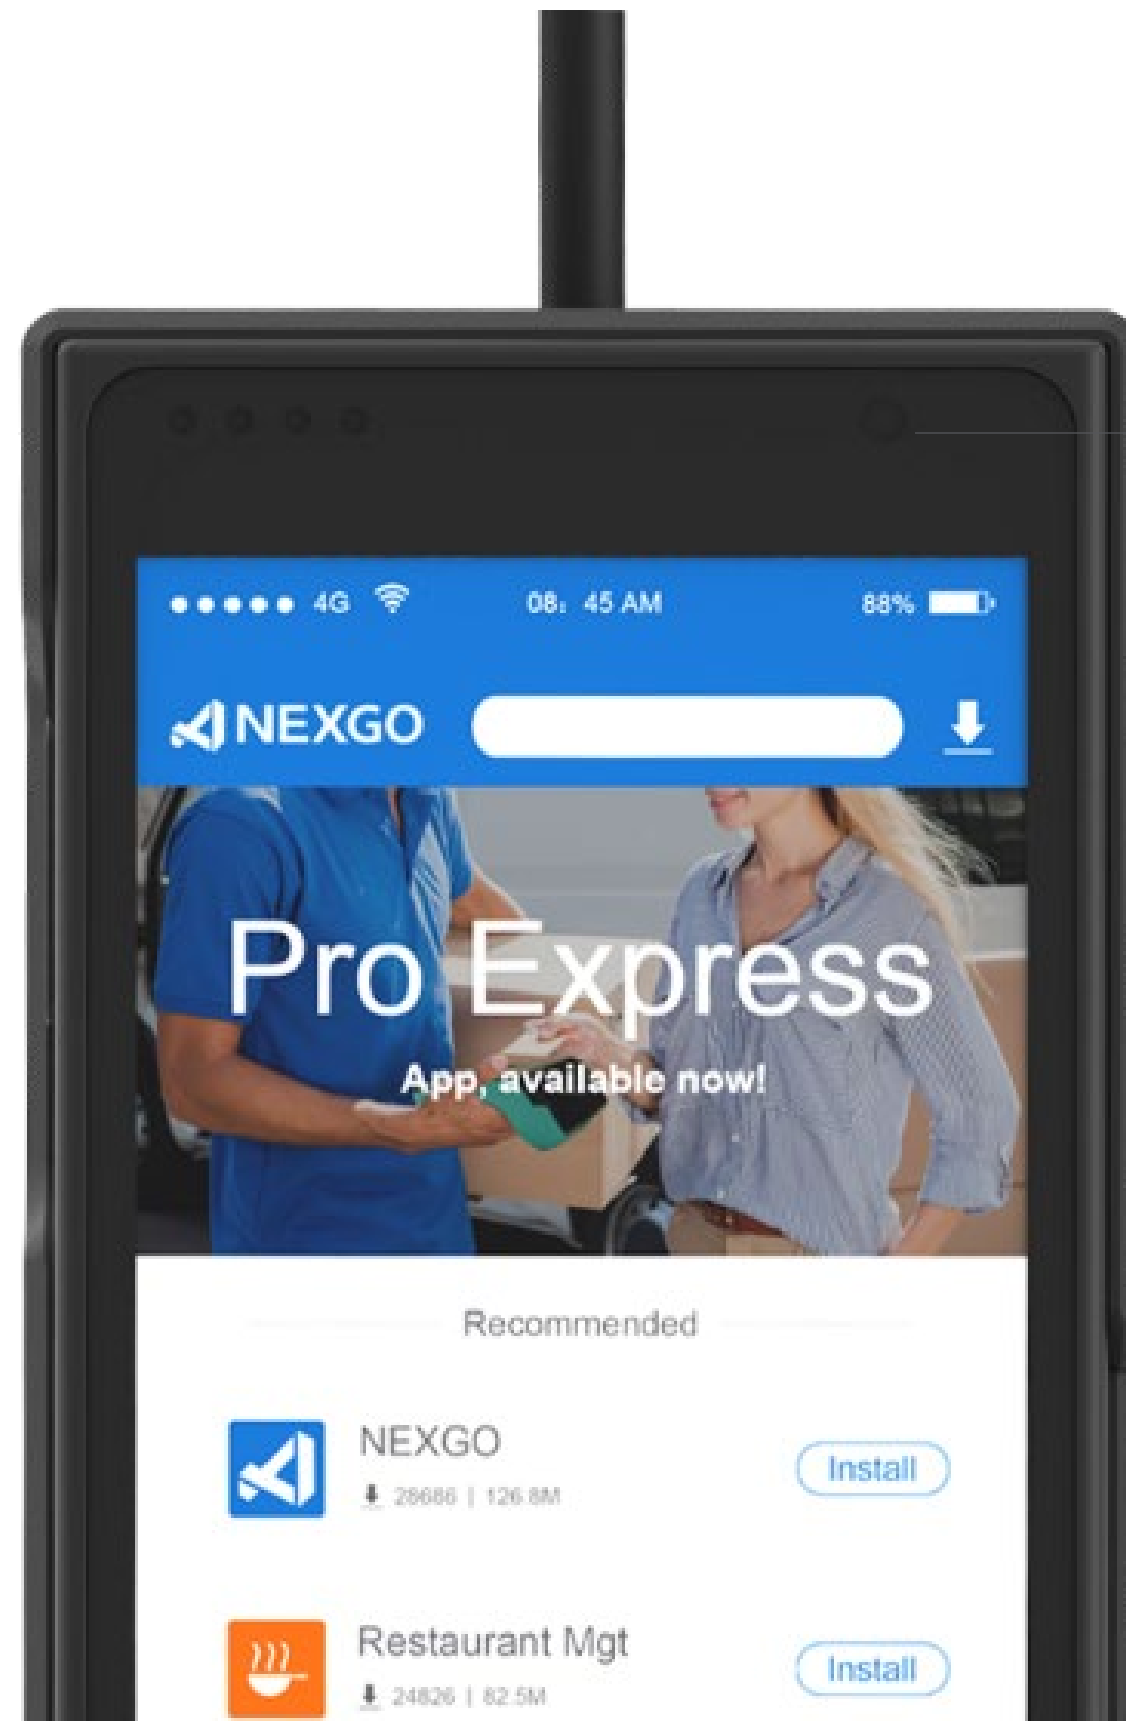 4G 08: 45 AM 88%
NEXGO
Pro Express
App, available now!
Recommended
NEXGO
28686 | 126.8M
Install
Restaurant Mgt
24826 | 82.5M
Install